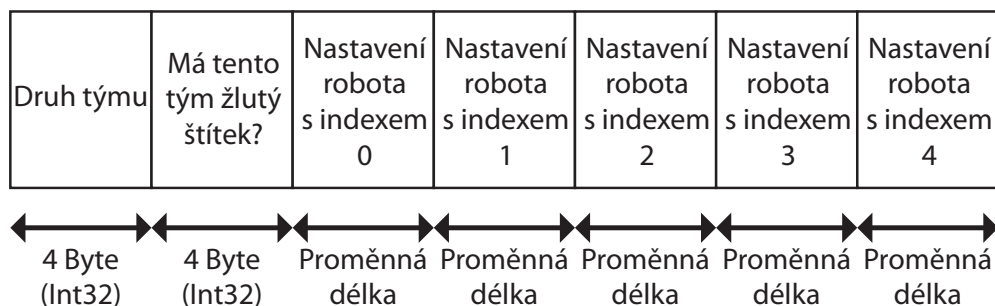 Druh týmu
Má tento
tým žlutý
štítek?
Nastavení
robota
s indexem
0
Nastavení
robota
s indexem
1
Nastavení
robota
s indexem
2
Nastavení
robota
s indexem
3
Nastavení
robota
s indexem
4
4 Byte
(Int32)
4 Byte
(Int32)
Proměnná
délka
Proměnná
délka
Proměnná
délka
Proměnná
délka
Proměnná
délka